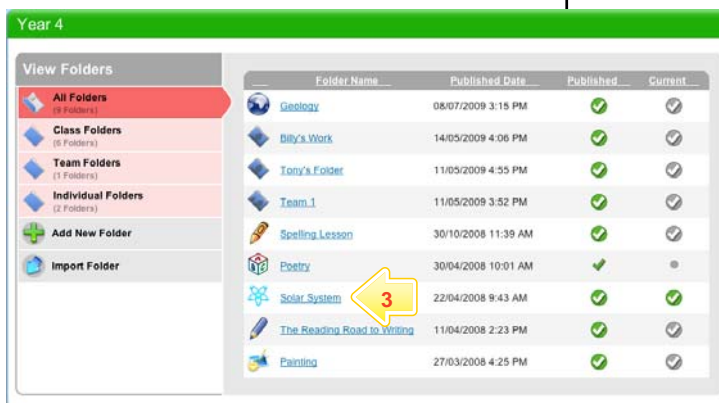 Year 4
View Folders
All Folders
(9 Folders)
Class Folders
(6 Folders)
Team Folders
(1 Folders)
Individual Folders
(2 Folders)
Add New Folder
Import Folder
Folder Name Published Date Published Current
Geology 08/07/2009 3:15 PM
Billy's Work 14/05/2009 4:06 PM
Tony's Folder 11/05/2009 4:55 PM
Team 1 11/05/2009 3:52 PM
Spelling Lesson 30/10/2008 11:39 AM
Poetry 30/04/2008 10:01 AM
Solar System 3 22/04/2008 9:43 AM
The Reading Road to Writing 11/04/2008 2:23 PM
Painting 27/03/2008 4:25 PM